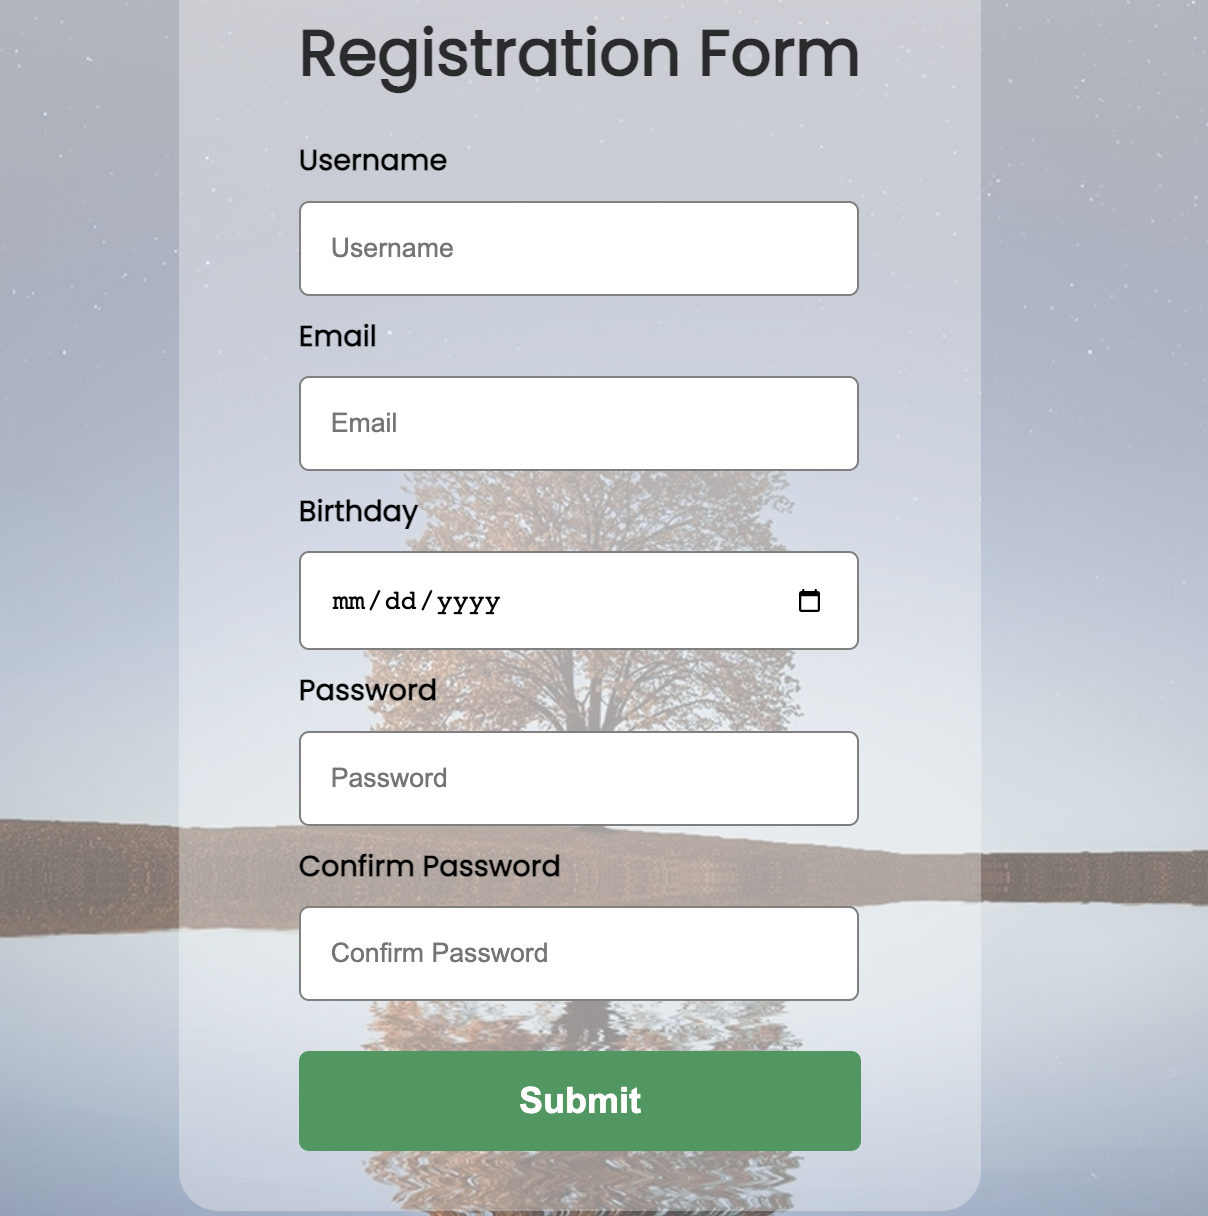 Registration Form
Username
Username
Email
Email
Birthday
mm/dd/yyyy
Password
Password
Confirm Password
Confirm Password
Submit